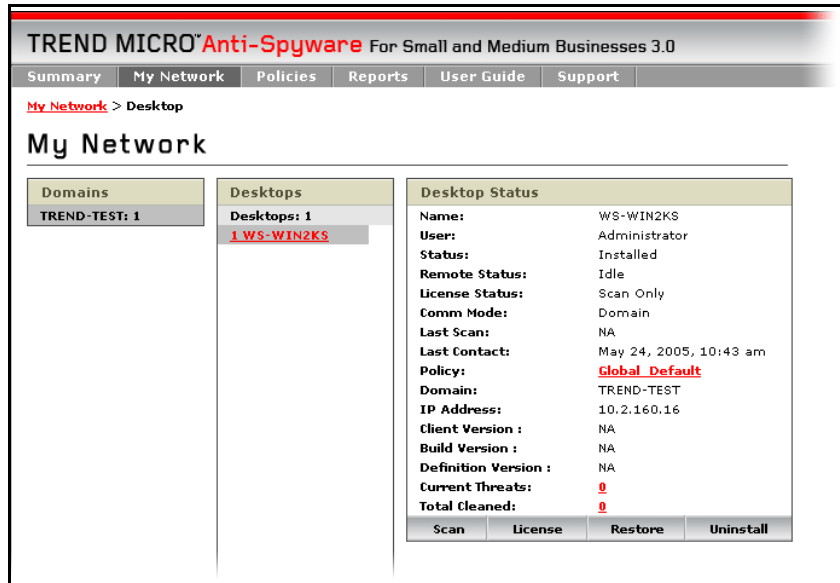 TREND MICRO™ Anti-Spyware For Small and Medium Businesses 3.0
Summary My Network Policies Reports User Guide Support
My Network > Desktop
My Network
Domains
TREND-TEST: 1
Desktops
Desktops: 1
1 WS-WIN2KS
Desktop Status
Name: WS-WIN2KS
User: Administrator
Status: Installed
Remote Status: Idle
License Status: Scan Only
Comm Mode: Domain
Last Scan: NA
Last Contact: May 24, 2005, 10:43 am
Policy: Global_Default
Domain: TREND-TEST
IP Address: 10.2.160.16
Client Version : NA
Build Version : NA
Definition Version : NA
Current Threats: 0
Total Cleaned: 0
Scan License Restore Uninstall